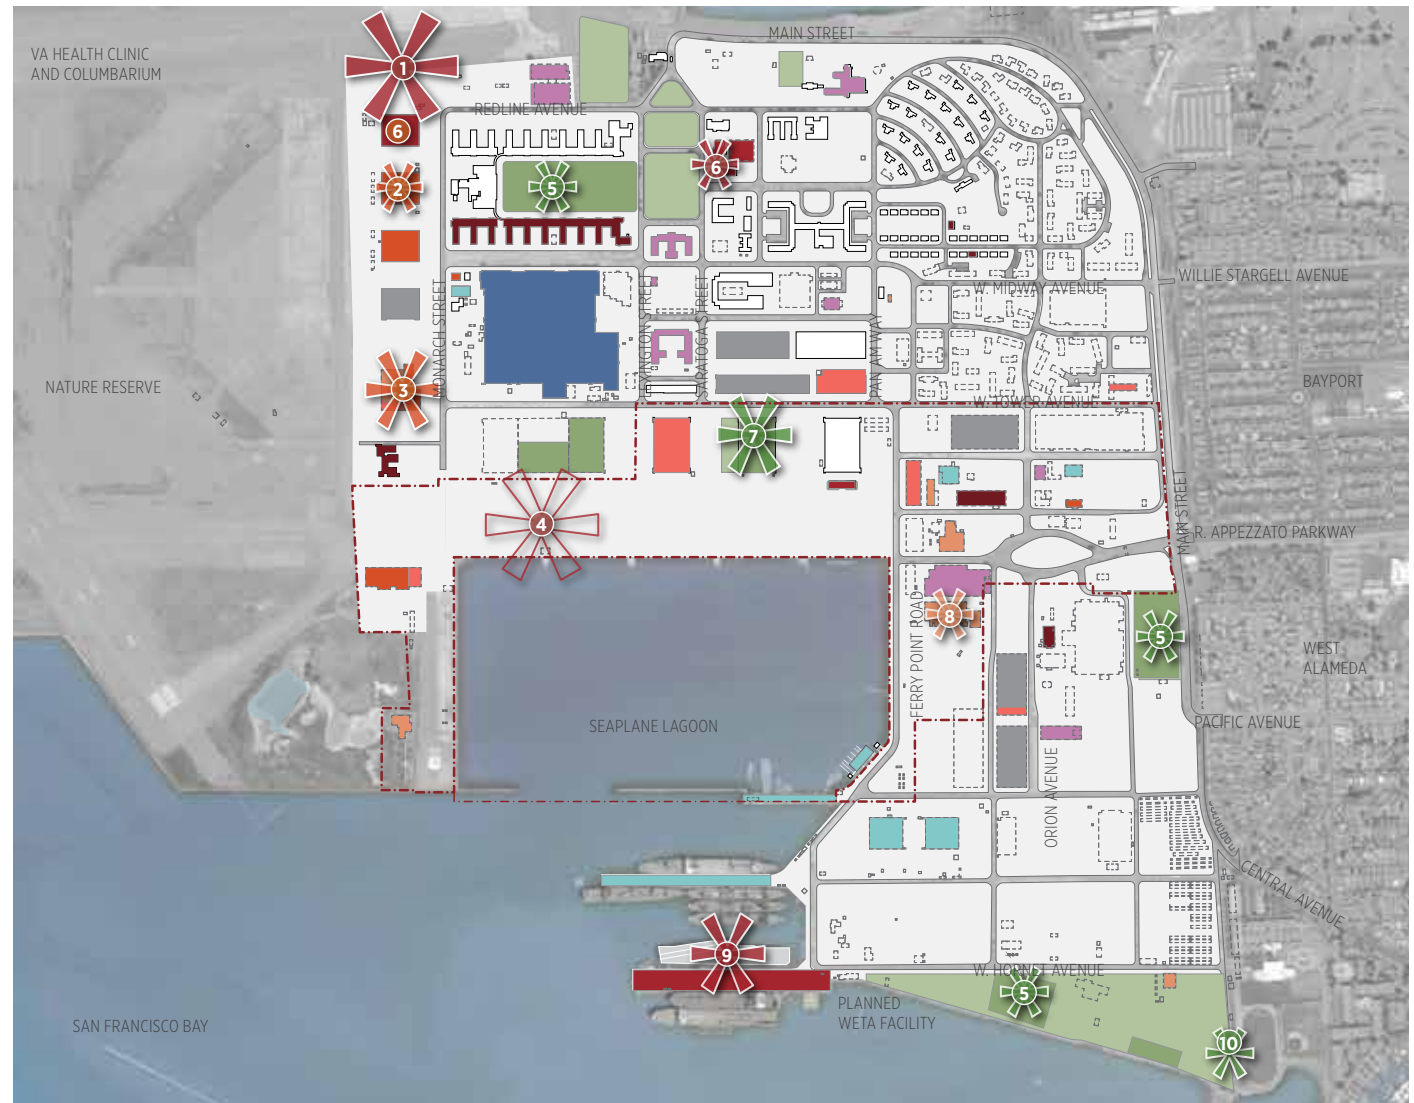 MAIN STREET
VA HEALTH CLINIC
AND COLUMBARIUM
1
REDLINE AVENUE
6
6
2
5
WILLIE STARGELL AVENUE
W. MIDWAY AVENUE
MONARCH STREET
STREET
STREET
NATURE RESERVE
3
BAYPORT
W. TOWER AVENUE
7
4
MAIN STREET
R. APPEZZATO PARKWAY
FERRY POINT ROAD
8
5
WEST
ALAMEDA
SEAPLANE LAGOON
PACIFIC AVENUE
ORION AVENUE
CENTRAL AVENUE
9
W. HORNET AVENUE
5
PLANNED
WETA FACILITY
SAN FRANCISCO BAY
10